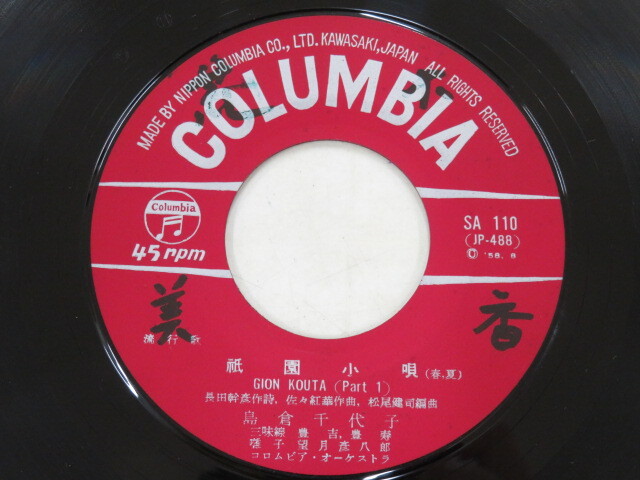 MADE BY NIPPON COLUMBIA CO., LTD. KAWASAKI, JAPAN ALL RIGHTS RESERVED
COLUMBIA
Columbia
45 rpm
SA 110
(JP-488)
Ⓒ '58. 8
美
香
流行歌
祇園小唄 (春、夏)
GION KOUTA (Part 1)
長田幹彦作詩、佐々紅華作曲、松尾健司編曲
島倉千代子
三味線 豊吉、豊寿
囃子 望月彦八郎
コロムビア・オーケストラ